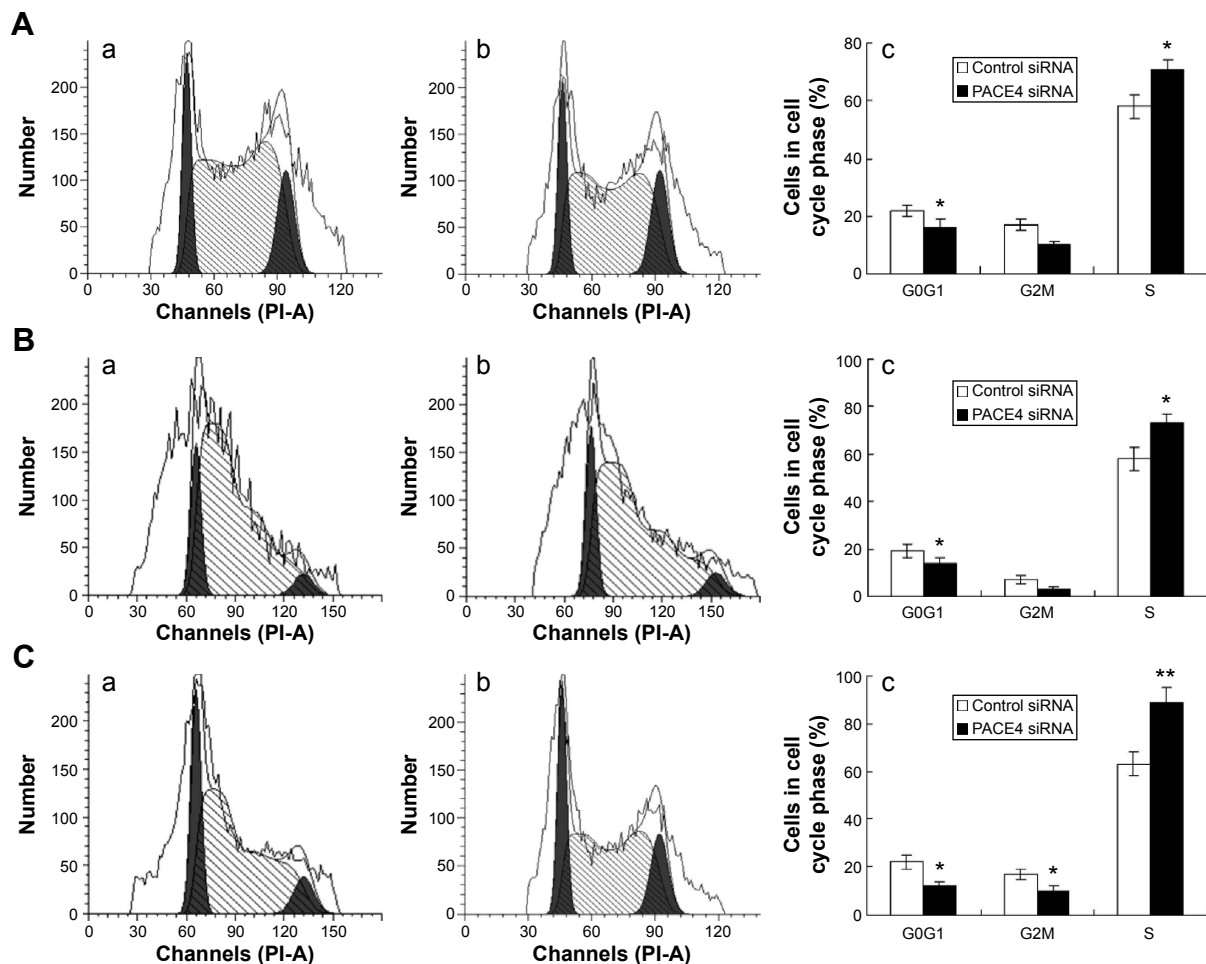 A
a
Number
200
150
100
50
0
0 30 60 90 120
Channels (PI-A)
b
Number
200
150
100
50
0
0 30 60 90 120
Channels (PI-A)
c
Cells in cell
cycle phase (%)
80
60
40
20
0
Control siRNA
PACE4 siRNA
*
*
G0G1 G2M S
B
a
Number
200
150
100
50
0
0 30 60 90 120 150
Channels (PI-A)
b
Number
200
150
100
50
0
0 30 60 90 120 150
Channels (PI-A)
c
Cells in cell
cycle phase (%)
100
80
60
40
20
0
Control siRNA
PACE4 siRNA
*
*
G0G1 G2M S
C
a
Number
200
150
100
50
0
0 30 60 90 120 150 180
Channels (PI-A)
b
Number
200
150
100
50
0
0 30 60 90 120
Channels (PI-A)
c
Cells in cell
cycle phase (%)
100
80
60
40
20
0
Control siRNA
PACE4 siRNA
**
*
*
G0G1 G2M S